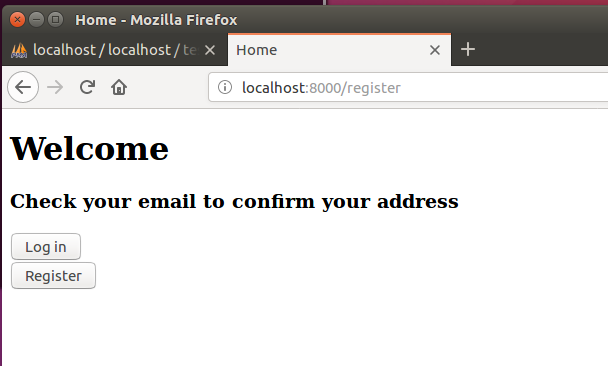 Home - Mozilla Firefox
localhost / localhost / te
Home
localhost:8000/register
Welcome
Check your email to confirm your address
Log in
Register